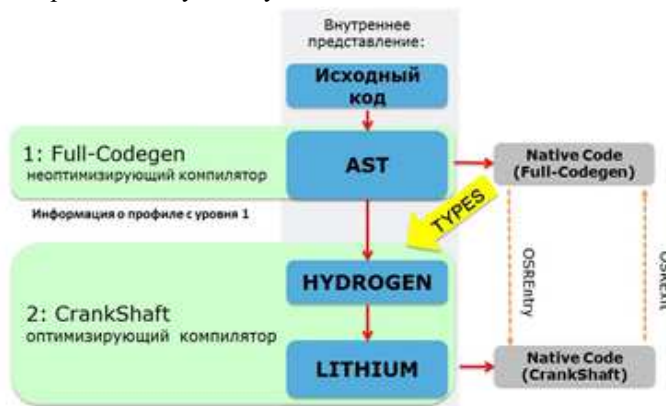 Внутреннее
представление:
Исходный
код
1: Full-Codegen
неоптимизирующий компилятор
AST
Native Code
(Full-Codegen)
Информация о профиле с уровня 1
TYPES
HYDROGEN
OSREntry
OSRExit
2: CrankShaft
оптимизирующий компилятор
LITHIUM
Native Code
(CrankShaft)